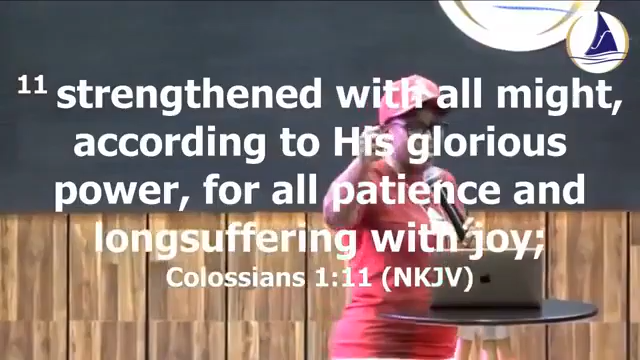 11 strengthened with all might,
according to His glorious
power, for all patience and
longsuffering with joy;
Colossians 1:11 (NKJV)